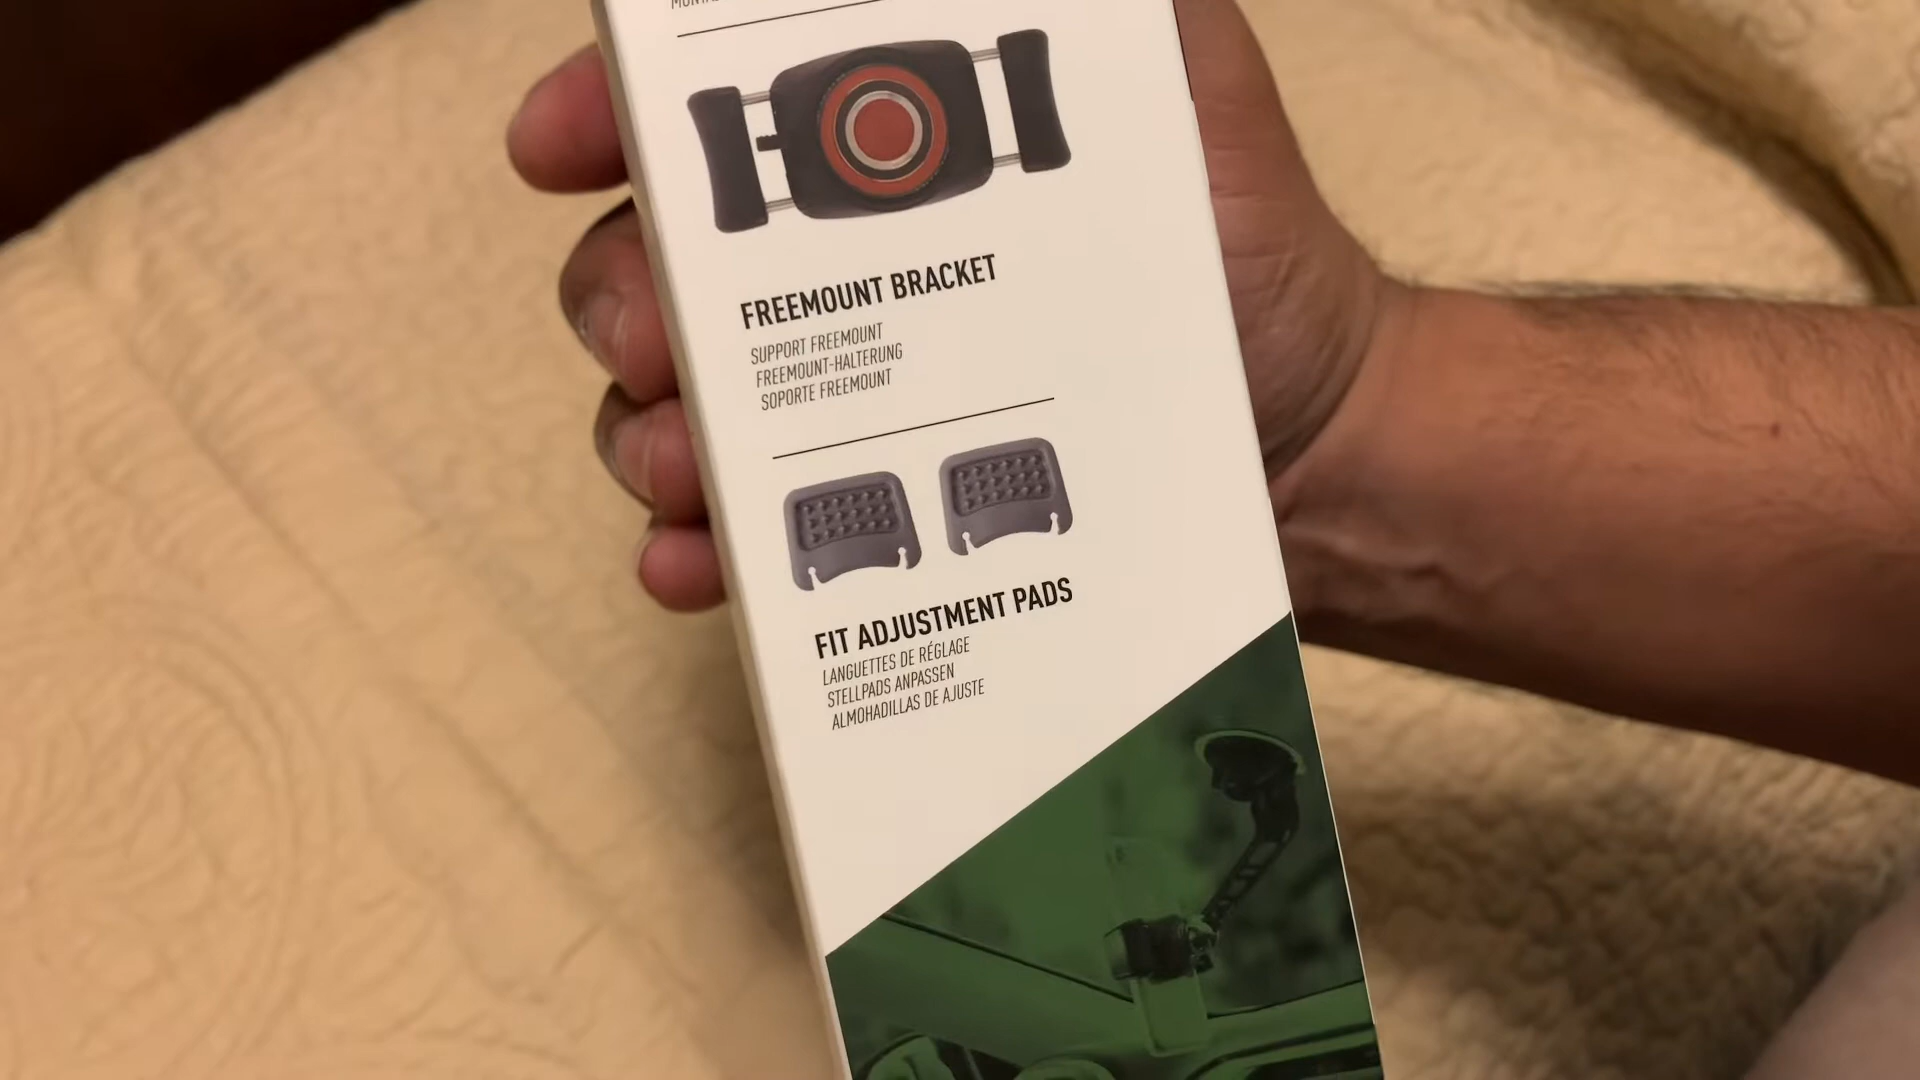 FREEMOUNT BRACKET
SUPPORT FREEMOUNT
FREEMOUNT-HALTERUNG
SOPORTE FREEMOUNT
FIT ADJUSTMENT PADS
LANGUETTES DE RÉGLAGE
STELLPADS ANPASSEN
ALMOHADILLAS DE AJUSTE